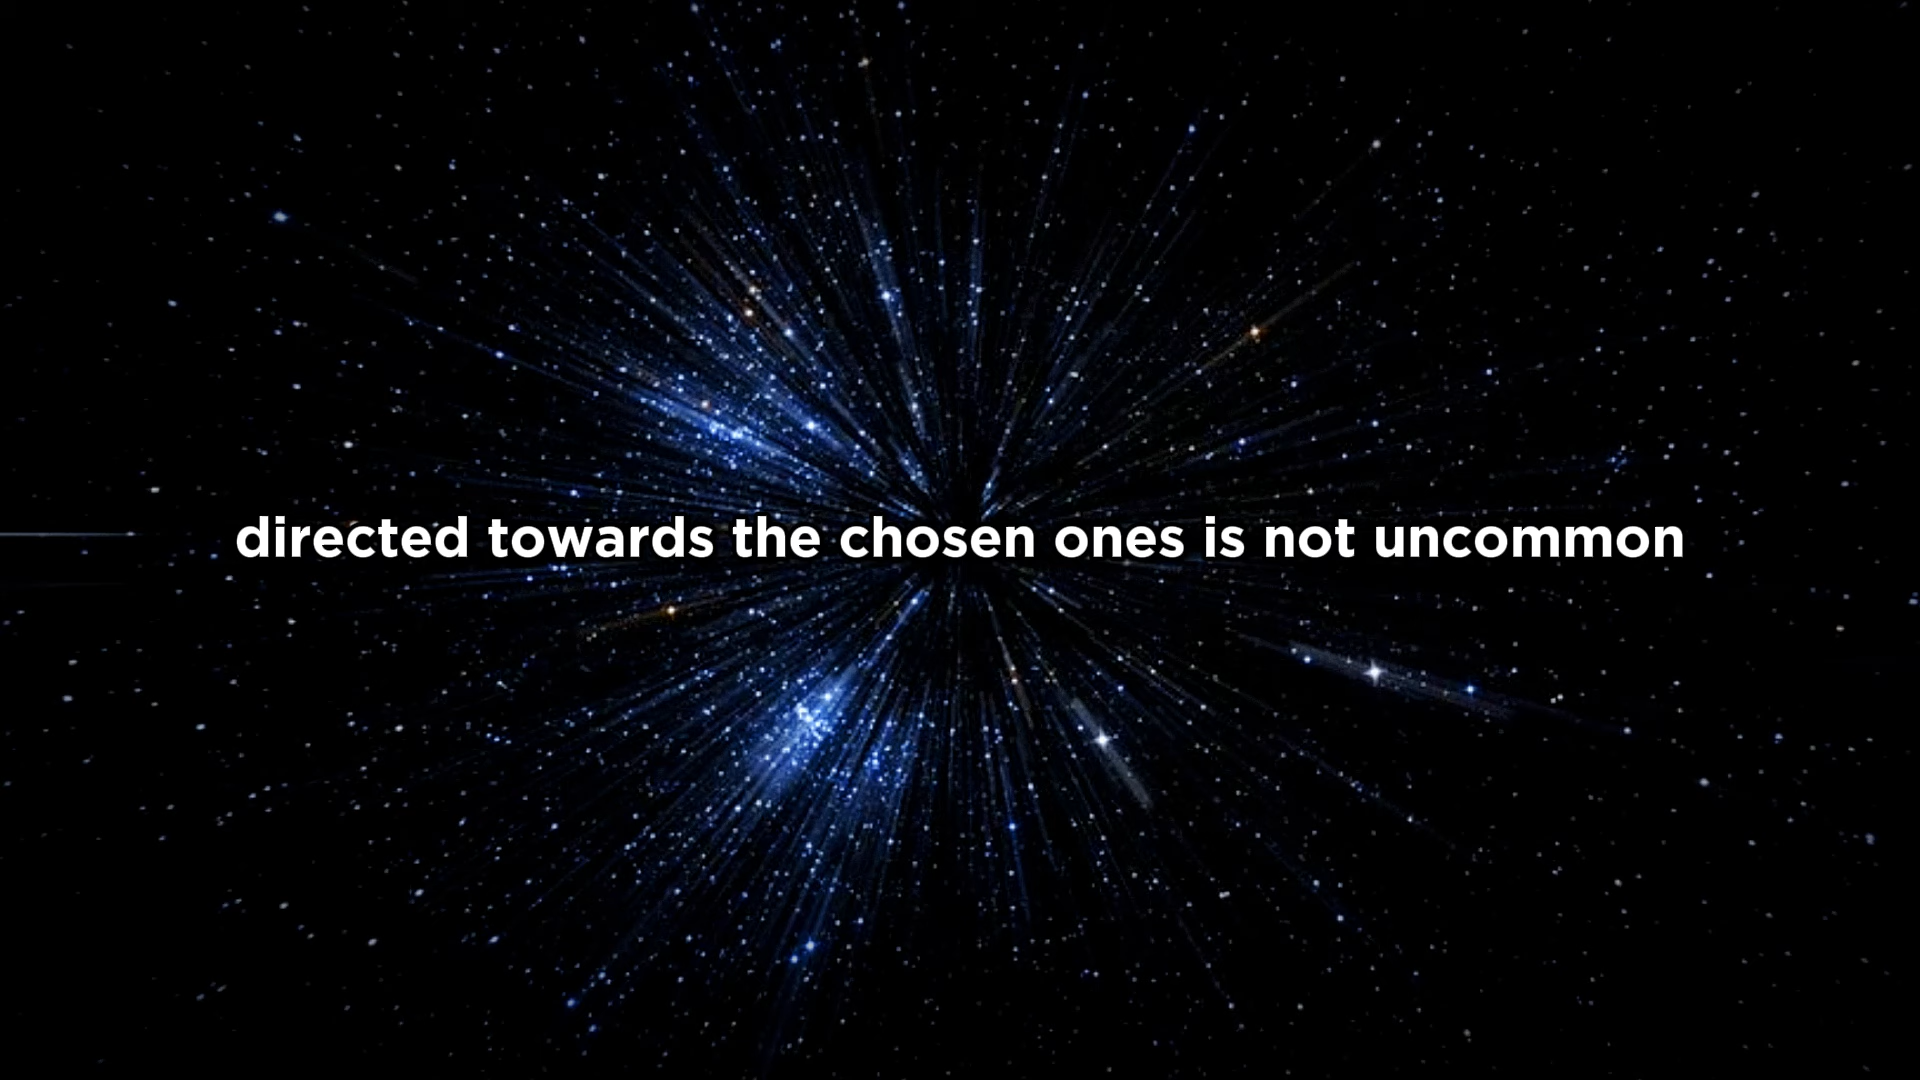 directed towards the chosen ones is not uncommon